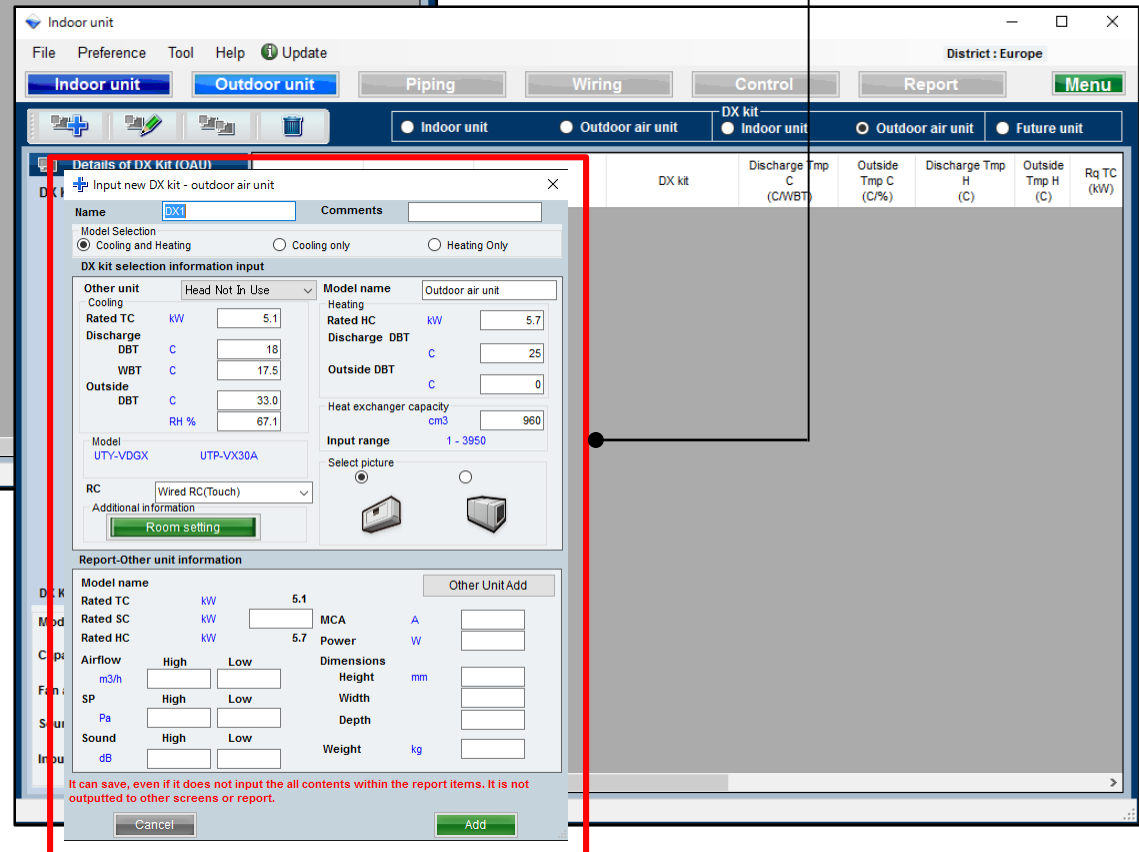 Indoor unit
File Preference Tool Help Update District : Europe
Indoor unit Outdoor unit Piping Wiring Control Report Menu
Indoor unit Outdoor air unit DX kit Indoor unit Outdoor air unit Future unit
Details of DX Kit (OAU)
DX kit
Discharge Tmp C (C/WBT)
Outside Tmp C (C/%)
Discharge Tmp H (C)
Outside Tmp H (C)
Rq TC (kW)
Input new DX kit - outdoor air unit
Name DX1 Comments
Model Selection
Cooling and Heating Cooling only Heating Only
DX kit selection information input
Other unit Head Not In Use Model name Outdoor air unit
Cooling
Rated TC kW 5.1
Discharge
DBT C 18
WBT C 17.5
Outside
DBT C 33.0
RH % 67.1
Heating
Rated HC kW 5.7
Discharge DBT
C 25
Outside DBT
C 0
Heat exchanger capacity
cm3 960
Input range 1 - 3950
Model
UTY-VDGX UTP-VX30A
Select picture
RC Wired RC(Touch)
Additional information
Room setting
Report-Other unit information
Model name Other Unit Add
Rated TC kW 5.1
Rated SC kW
Rated HC kW 5.7
Airflow High Low
m3/h
SP High Low
Pa
Sound High Low
dB
MCA A
Power W
Dimensions
Height mm
Width
Depth
Weight kg
It can save, even if it does not input the all contents within the report items. It is not
outputted to other screens or report.
Cancel Add